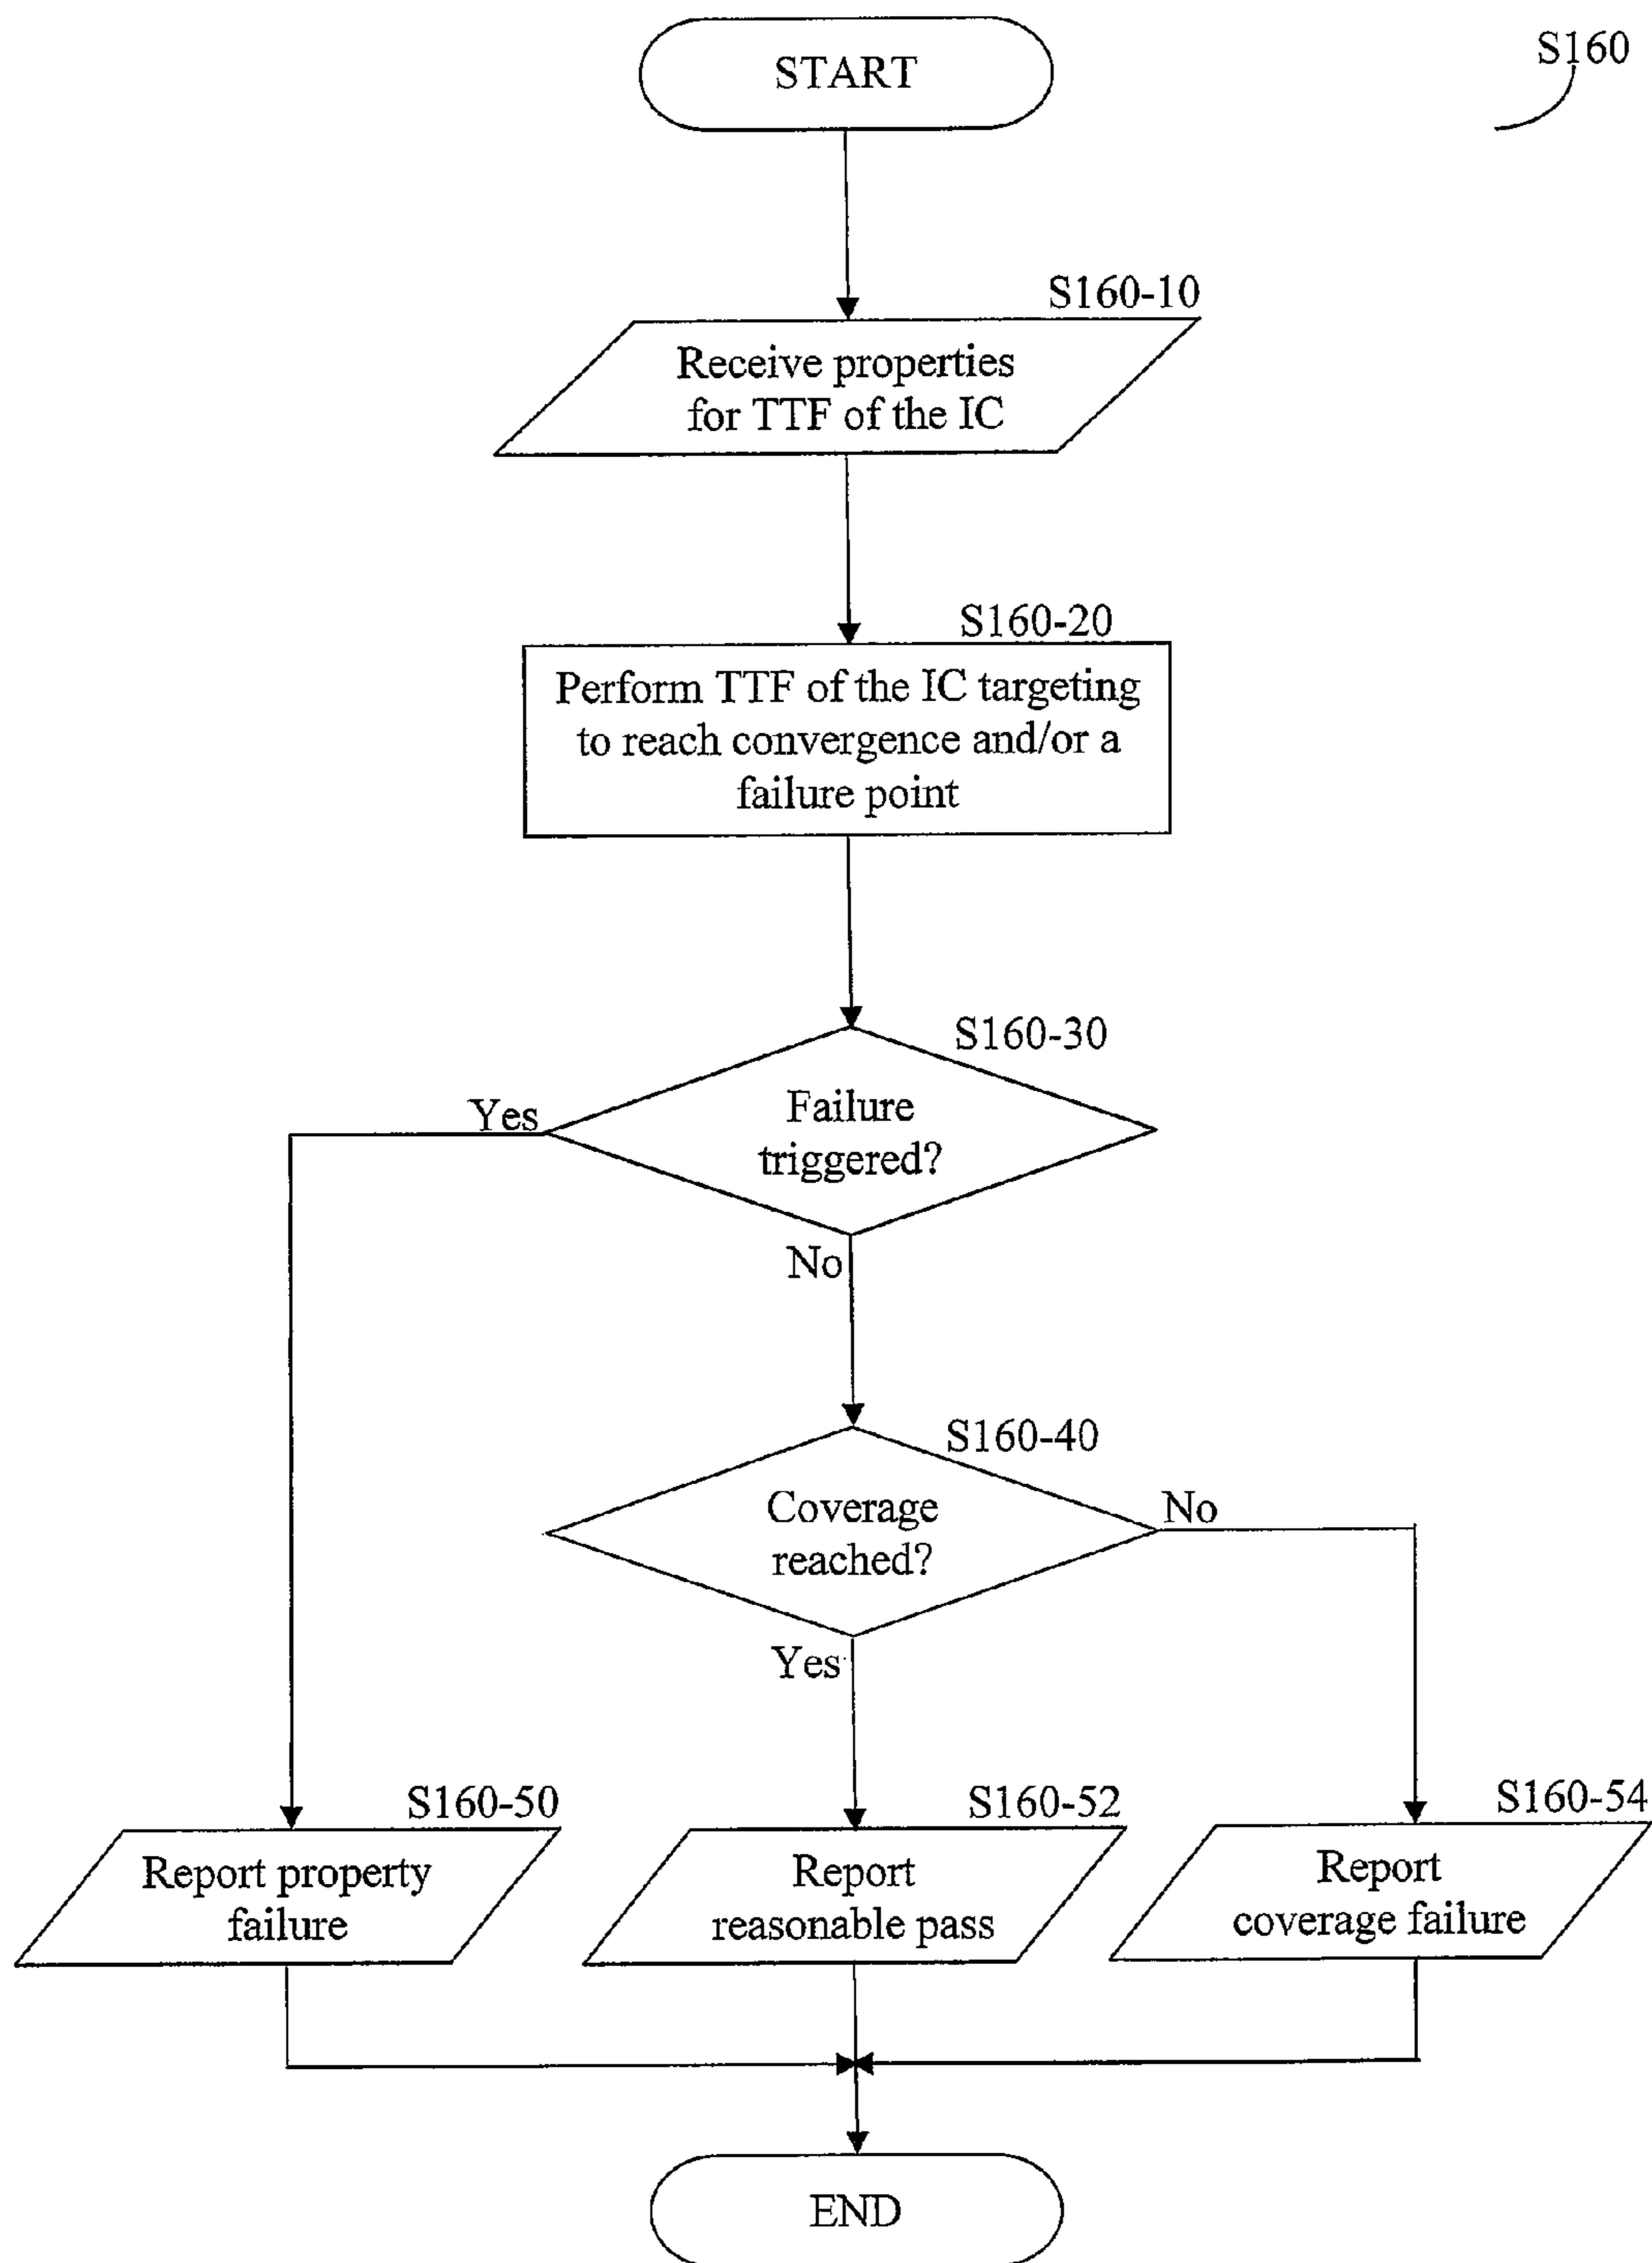 START
S160
S160-10
Receive properties
for TTF of the IC
S160-20
Perform TTF of the IC targeting
to reach convergence and/or a
failure point
S160-30
Failure
triggered?
Yes
No
S160-40
Coverage
reached?
No
Yes
S160-50
Report property
failure
S160-52
Report
reasonable pass
S160-54
Report
coverage failure
END